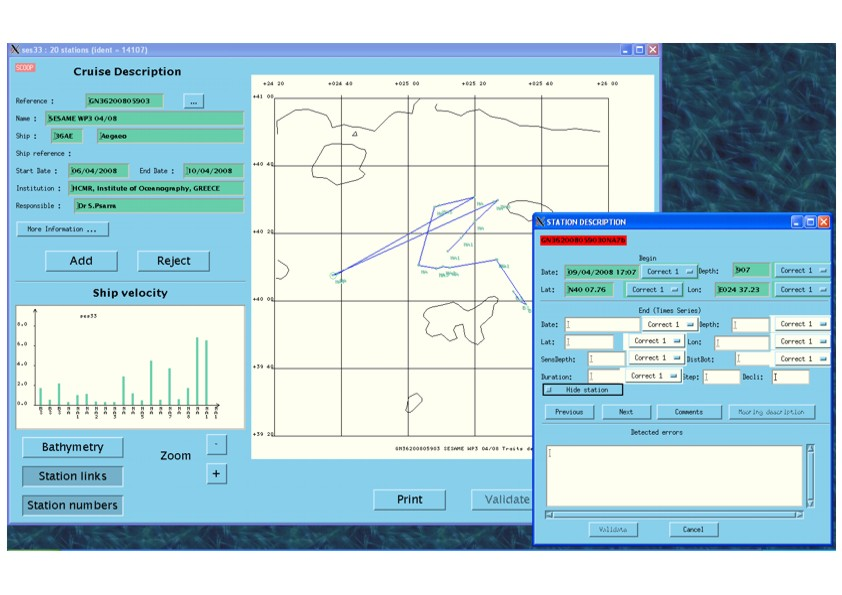 ses33 : 20 stations (ident = 14107)
SCOOP
Cruise Description
Reference : GN36200805903 ...
Name : SESAME WP3 04/08
Ship : 36AE Aegaeo
Ship reference :
Start Date : 06/04/2008 End Date : 10/04/2008
Institution : HCMR, Institute of Oceanography, GREECE
Responsible : Dr S.Psarra
More Information ...
Add Reject
Ship velocity
ses33
8.0
6.0
4.0
2.0
0.0
Bathymetry
Station links
Station numbers
Zoom
-
+
+24 20 +024 40 +025 00 +025 20 +025 40 +26 00
+41 00
+40 40
+40 20
+40 00
+39 40
+39 20
GN36200805903 SESAME WP3 04/08
Print Validate
STATION DESCRIPTION
Begin
Date: 09/04/2008 17:07 Correct 1 Depth: 907 Correct 1
Lat: N40 07.76 Correct 1 Lon: E024 37.23 Correct 1
End (Times Series)
Date: Correct 1 Depth: Correct 1
Lat: Correct 1 Lon: Correct 1
SensDepth: Correct 1 DistBot: Correct 1
Duration: Correct 1 Step: Decli:
Hide station
Previous Next Comments Mooring description
Detected errors
Validate Cancel